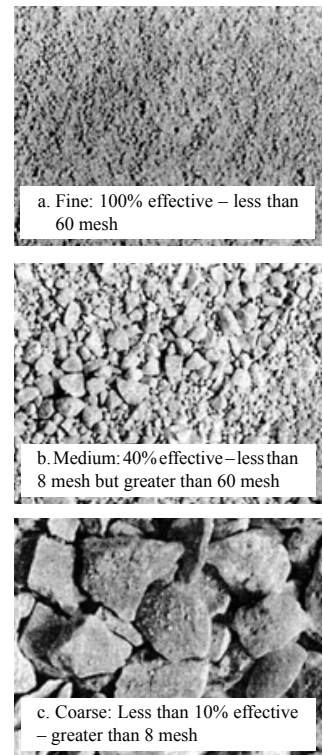 a. Fine: 100% effective – less than
60 mesh
b. Medium: 40% effective – less than
8 mesh but greater than 60 mesh
c. Coarse: Less than 10% effective
– greater than 8 mesh